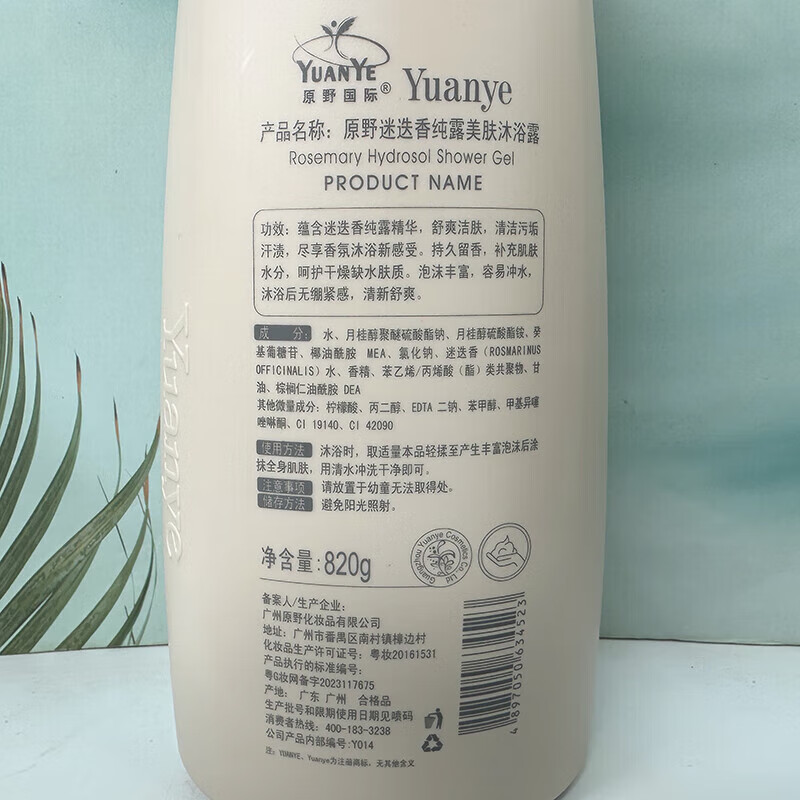 YUANYE
原野国际®
Yuanye
产品名称：原野迷迭香纯露美肤沐浴露
Rosemary Hydrosol Shower Gel
PRODUCT NAME
功效：蕴含迷迭香纯露精华，舒爽洁肤，清洁污垢
汗渍，尽享香氛沐浴新感受。持久留香，补充肌肤
水分，呵护干燥缺水肤质。泡沫丰富，容易冲水，
沐浴后无绷紧感，清新舒爽。
成 分：水、月桂醇聚醚硫酸酯钠、月桂醇硫酸酯铵、癸
基葡糖苷、椰油酰胺 MEA、氯化钠、迷迭香（ROSMARINUS
OFFICINALIS）水、香精、苯乙烯/丙烯酸（酯）类共聚物、甘
油、棕榈仁油酰胺 DEA
其他微量成分：柠檬酸、丙二醇、EDTA 二钠、苯甲醇、甲基异噻
唑啉酮、CI 19140、CI 42090
使用方法 沐浴时，取适量本品轻揉至产生丰富泡沫后涂
抹全身肌肤，用清水冲洗干净即可。
注意事项 请放置于幼童无法取得处。
储存方法 避免阳光照射。
净含量：820g
Guangzhou Yuanye Cosmetics Co., Ltd
备案人/生产企业：
广州原野化妆品有限公司
地址：广州市番禺区南村镇樟边村
化妆品生产许可证号：粤妆20161531
产品执行的标准编号：
粤G妆网备字2023117675
产地： 广东 广州 合格品
生产批号和限期使用日期见喷码
消费者热线：400-183-3238
公司产品内部编号：Y014
注：YUANYE、Yuanye为注册商标，无其他含义
4 897050 634523
Yuanye